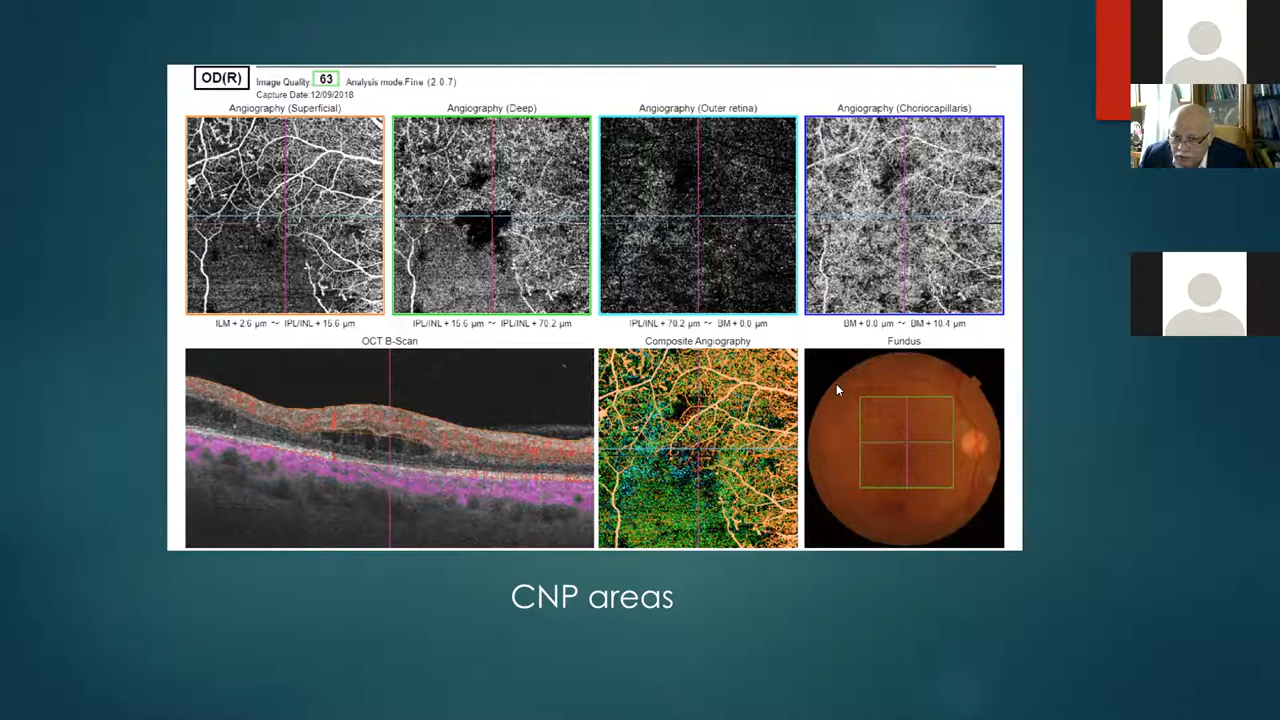 OD(R)
Image Quality: 63 Analysis mode:Fine (2.0.7)
Capture Date:12/09/2018
Angiography (Superficial)
Angiography (Deep)
Angiography (Outer retina)
Angiography (Choriocapillaris)
ILM + 2.6 µm ~ IPL/INL + 15.6 µm
IPL/INL + 15.6 µm ~ IPL/INL + 70.2 µm
IPL/INL + 70.2 µm ~ BM + 0.0 µm
BM + 0.0 µm ~ BM + 10.4 µm
OCT B-Scan
Composite Angiography
Fundus
CNP areas